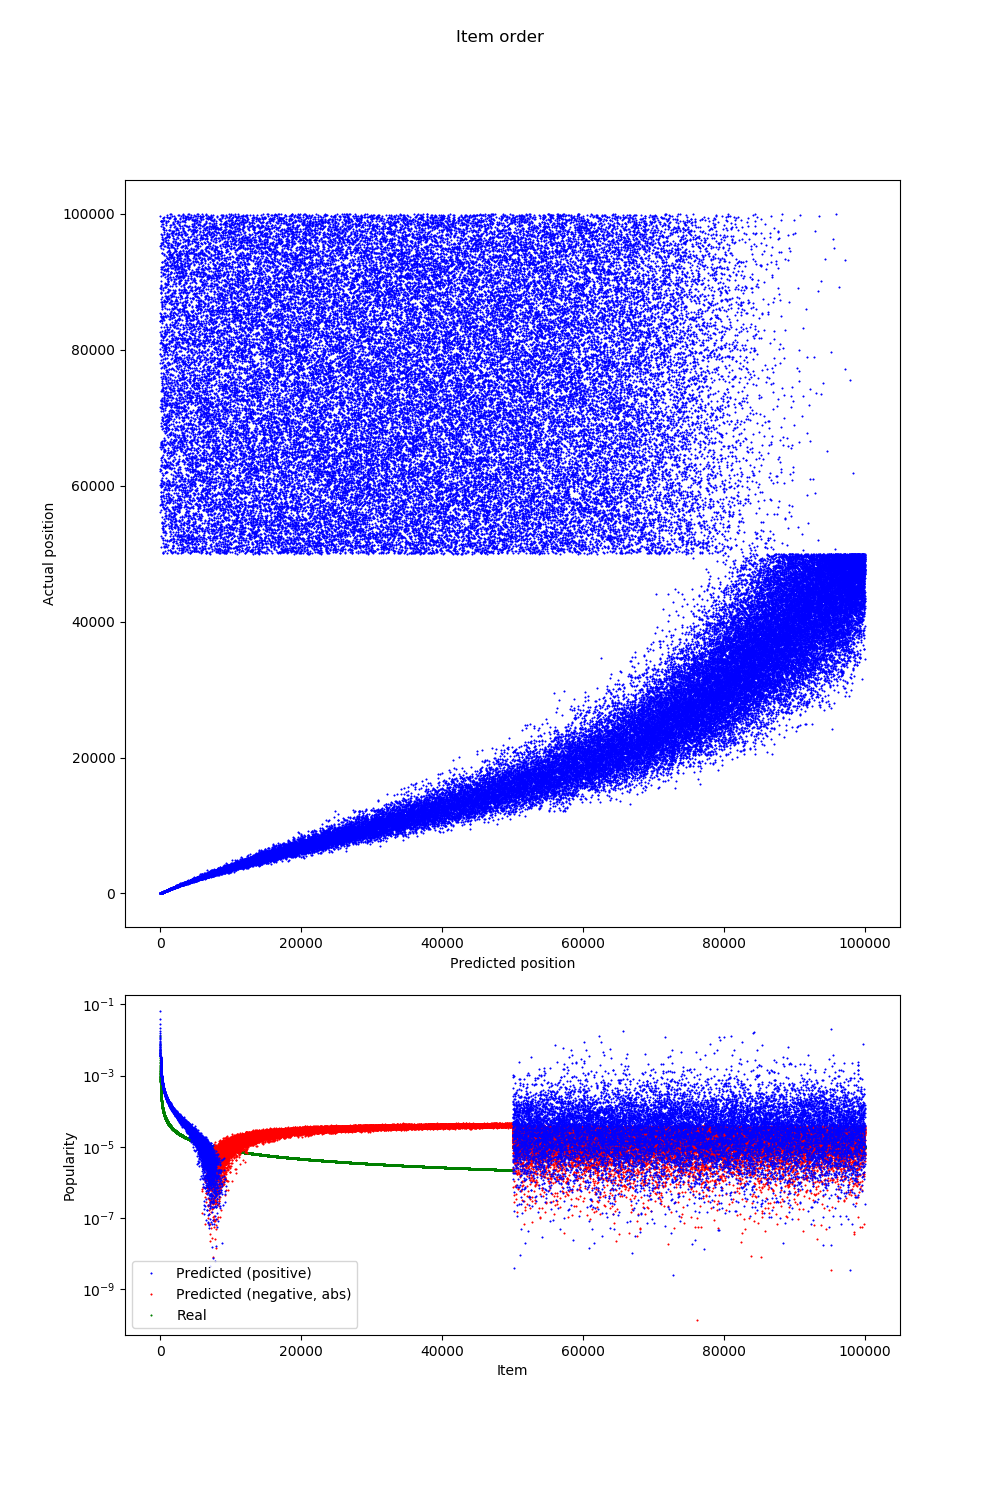 Item order
Actual position
100000
80000
60000
40000
20000
0
0 20000 40000 60000 80000 100000
Predicted position
Popularity
10⁻¹
10⁻³
10⁻⁵
10⁻⁷
10⁻⁹
Predicted (positive)
Predicted (negative, abs)
Real
0 20000 40000 60000 80000 100000
Item